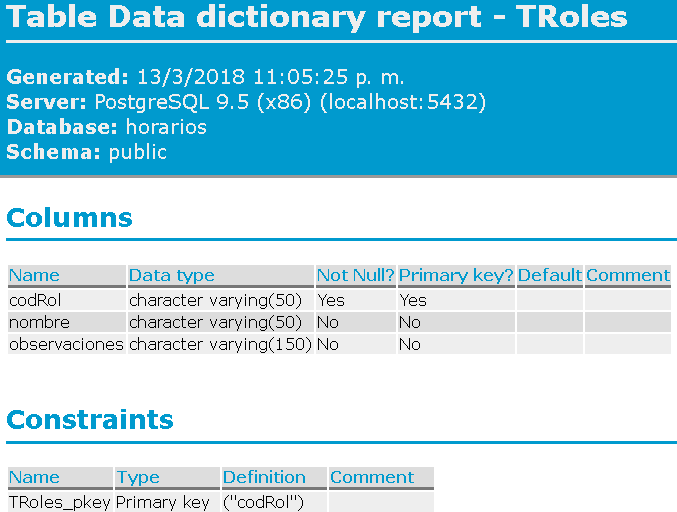 Table Data dictionary report - TRoles
Generated: 13/3/2018 11:05:25 p. m.
Server: PostgreSQL 9.5 (x86) (localhost:5432)
Database: horarios
Schema: public
Columns
Name Data type Not Null? Primary key? Default Comment
codRol character varying(50) Yes Yes
nombre character varying(50) No No
observaciones character varying(150) No No
Constraints
Name Type Definition Comment
TRoles_pkey Primary key ("codRol")